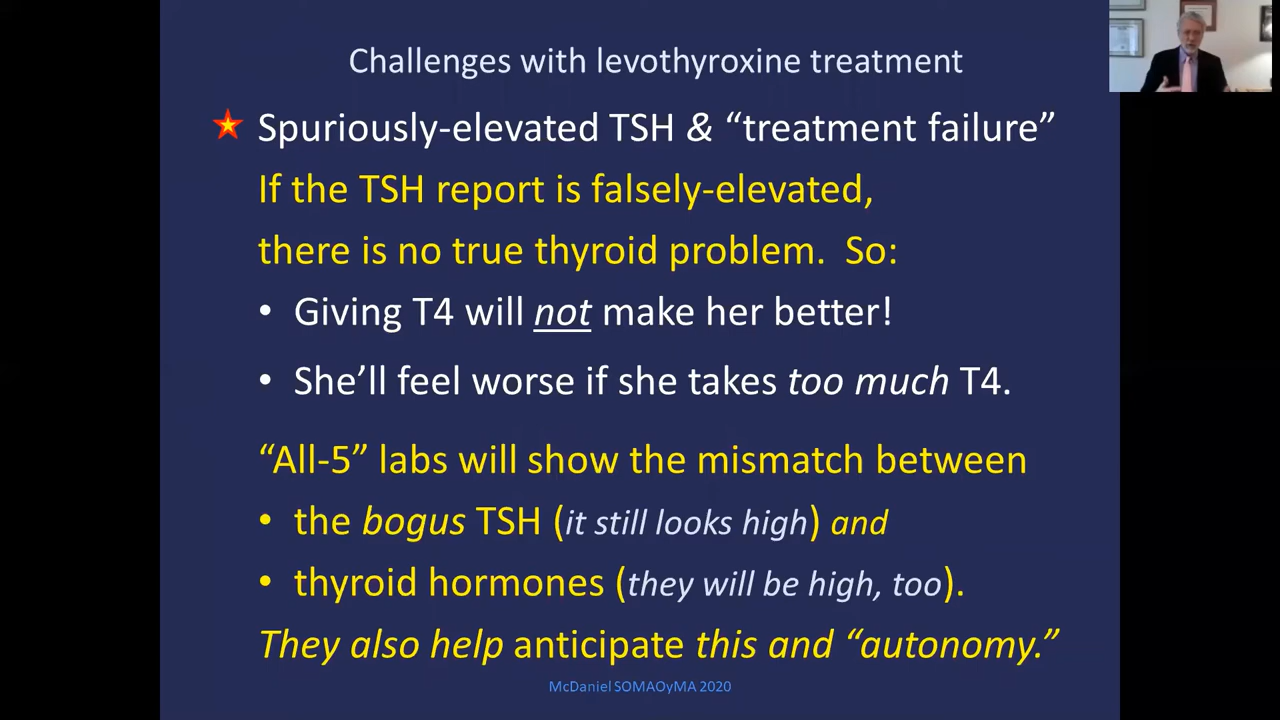 Challenges with levothyroxine treatment
Spuriously-elevated TSH & “treatment failure”
If the TSH report is falsely-elevated,
there is no true thyroid problem.  So:
• Giving T4 will not make her better!
• She’ll feel worse if she takes too much T4.
“All-5” labs will show the mismatch between
• the bogus TSH (it still looks high) and
• thyroid hormones (they will be high, too).
They also help anticipate this and “autonomy.”
McDaniel SOMAOyMA 2020